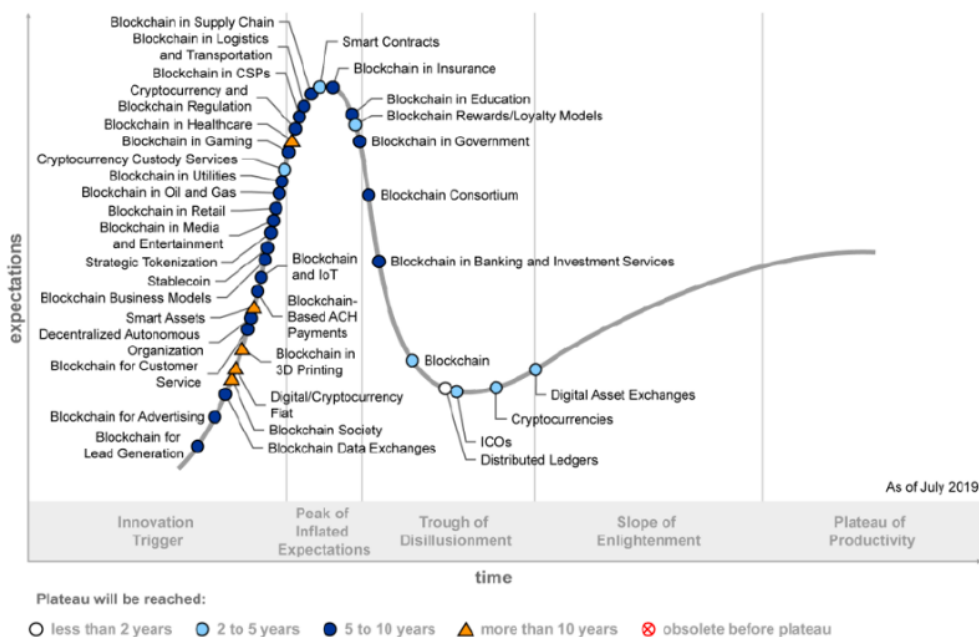 Blockchain in Supply Chain
Blockchain in Logistics
and Transportation
Blockchain in CSPs
Cryptocurrency and
Blockchain Regulation
Blockchain in Healthcare
Blockchain in Gaming
Cryptocurrency Custody Services
Blockchain in Utilities
Blockchain in Oil and Gas
Blockchain in Retail
Blockchain in Media
and Entertainment
Strategic Tokenization
Stablecoin
Blockchain Business Models
Smart Assets
Decentralized Autonomous
Organization
Blockchain for Customer
Service
Blockchain for Advertising
Blockchain for
Lead Generation
Smart Contracts
Blockchain in Insurance
Blockchain in Education
Blockchain Rewards/Loyalty Models
Blockchain in Government
Blockchain Consortium
Blockchain in Banking and Investment Services
Blockchain
and IoT
Blockchain-
Based ACH
Payments
Blockchain in
3D Printing
Digital/Cryptocurrency
Fiat
Blockchain Society
Blockchain Data Exchanges
Blockchain
Digital Asset Exchanges
Cryptocurrencies
ICOs
Distributed Ledgers
expectations
As of July 2019
Innovation
Trigger
Peak of
Inflated
Expectations
Trough of
Disillusionment
Slope of
Enlightenment
Plateau of
Productivity
time
Plateau will be reached:
less than 2 years
2 to 5 years
5 to 10 years
more than 10 years
obsolete before plateau